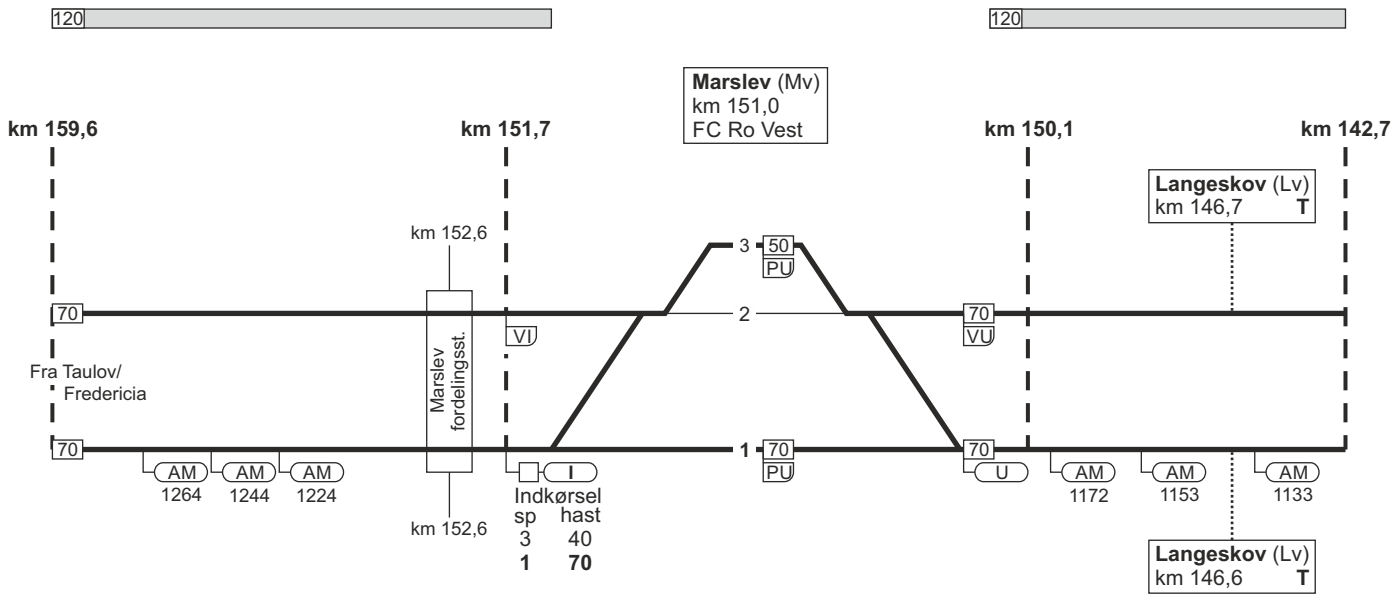 120
120
Marslev (Mv)
km 151,0
FC Ro Vest
km 159,6
km 151,7
km 150,1
km 142,7
Langeskov (Lv)
km 146,7 T
km 152,6
3 50
PU
70
2
70
VI
VU
Fra Taulov/
Fredericia
Marslev
fordelingsst.
70
1 70
70
AM
AM
AM
I
PU
U
AM
AM
AM
1264
1244
1224
1172
1153
1133
Indkørsel
sp hast
3 40
1 70
km 152,6
Langeskov (Lv)
km 146,6 T